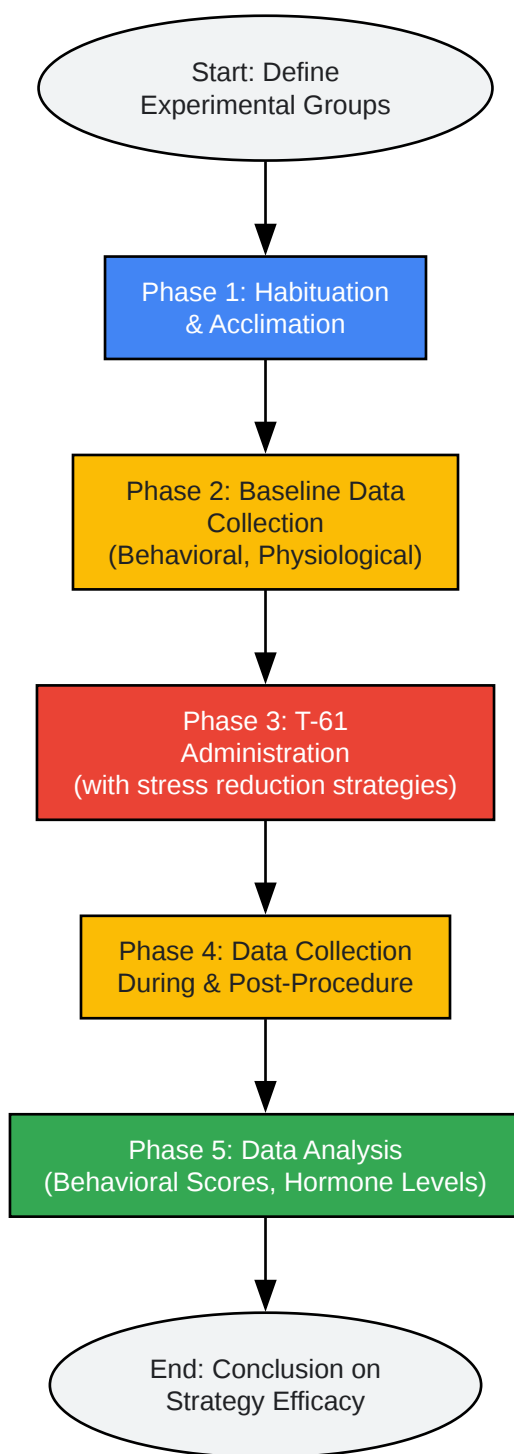 Start: Define
Experimental Groups
Phase 1: Habituation
& Acclimation
Phase 2: Baseline Data
Collection
(Behavioral, Physiological)
Phase 3: T-61
Administration
(with stress reduction strategies)
Phase 4: Data Collection
During & Post-Procedure
Phase 5: Data Analysis
(Behavioral Scores, Hormone Levels)
End: Conclusion on
Strategy Efficacy